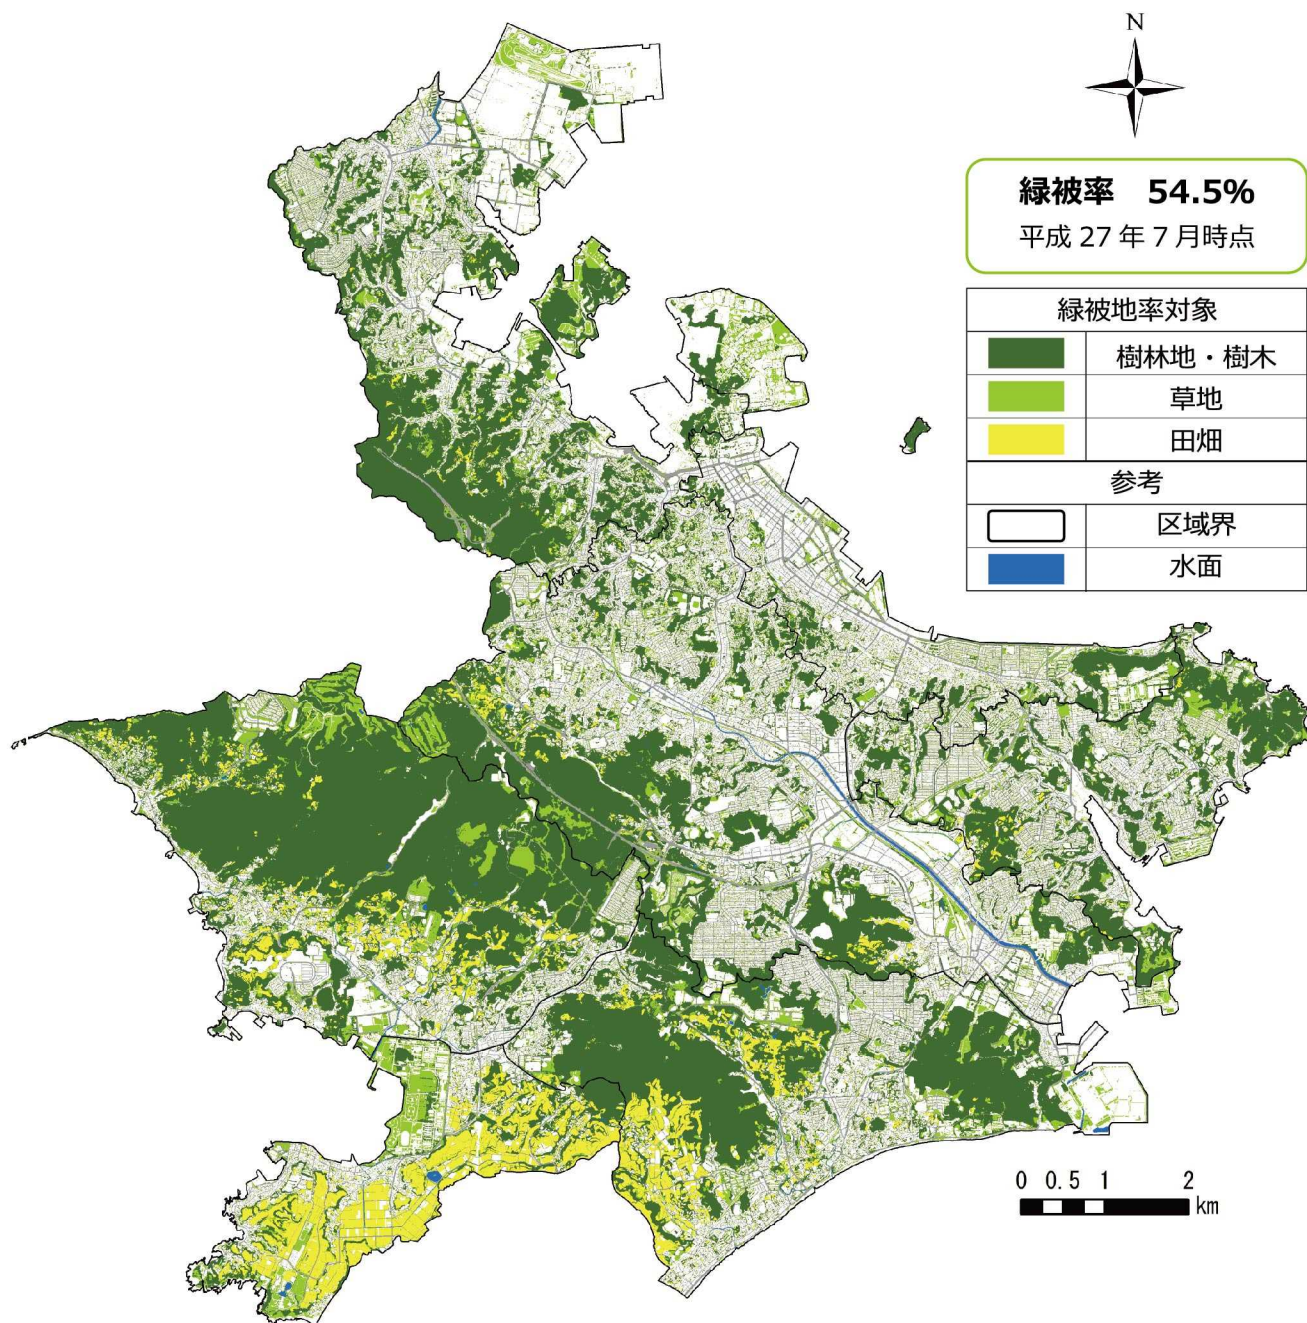 N
緑被率 54.5%
平成 27 年 7 月時点
緑被地率対象
樹林地・樹木
草地
田畑
参考
区域界
水面
0 0.5 1 2
km